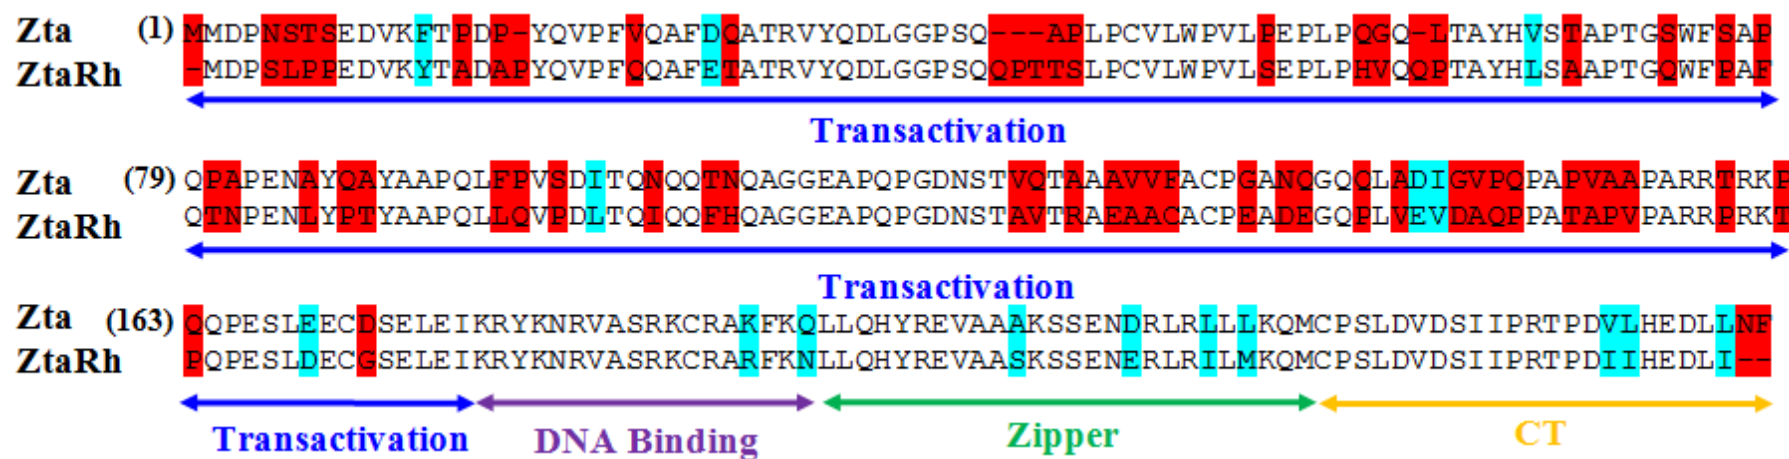 Zta (1) MMDPNSTSEDVKFTPDP-YQVPFVQAFDQATRVYQDLGGPSQ---APLPCVLWPVLPEPLPQGQ-LTAYHVSTAPTGSWFSAP
ZtaRh -MDPSLPPEDVKYTADAPYQVPFQQAFETATRVYQDLGGPSQQPTTSLPCVLWPVLSEPLPHVQQPTAYHLSAAPTGQWFPAF
Transactivation
Zta (79) QPAPENAYQAYAAPQLFPVSDITQNQQTNQAGGEAPQPGDNSTVQTAAAVVFACPGANQGQQLADIGVPQPAPVAAPARRTRKP
ZtaRh QTNPENLYPTYAAPQLLQVPDLTQIQQFHQAGGEAPQPGDNSTAVTRAEAACACPEADEGQPLVEVDAQPPATAPVPARRPRKT
Transactivation
Zta (163) QQPESLEECDSELEIKRYKNRVASRKCRAKFKQLLQHYREVAAAKSSENDRLRLLLKQMCPSLDVDSIIPRTPDVLHEDLLNF
ZtaRh PQPESLDECGSELEIKRYKNRVASRKCRARFKNLLQHYREVAASKSSENERLRILMKQMCPSLDVDSIIPRTPDIIHEDLI--
Transactivation DNA Binding Zipper CT